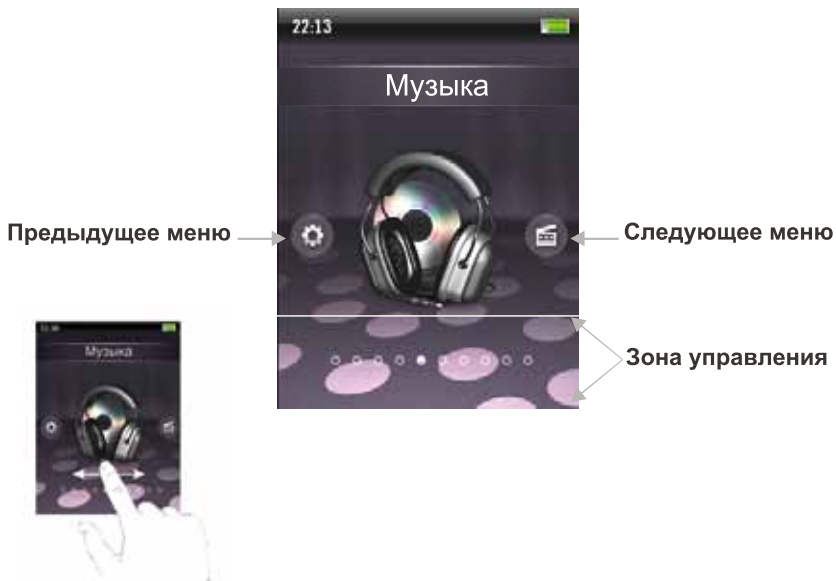 22:13
Музыка
Предыдущее меню
Следующее меню
Зона управления
Музыка